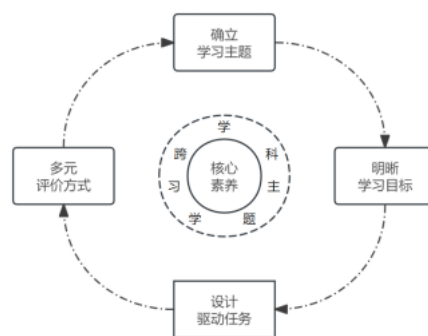 确立
学习主题
多元
评价方式
跨学科主题学习
核心
素养
明晰
学习目标
设计
驱动任务